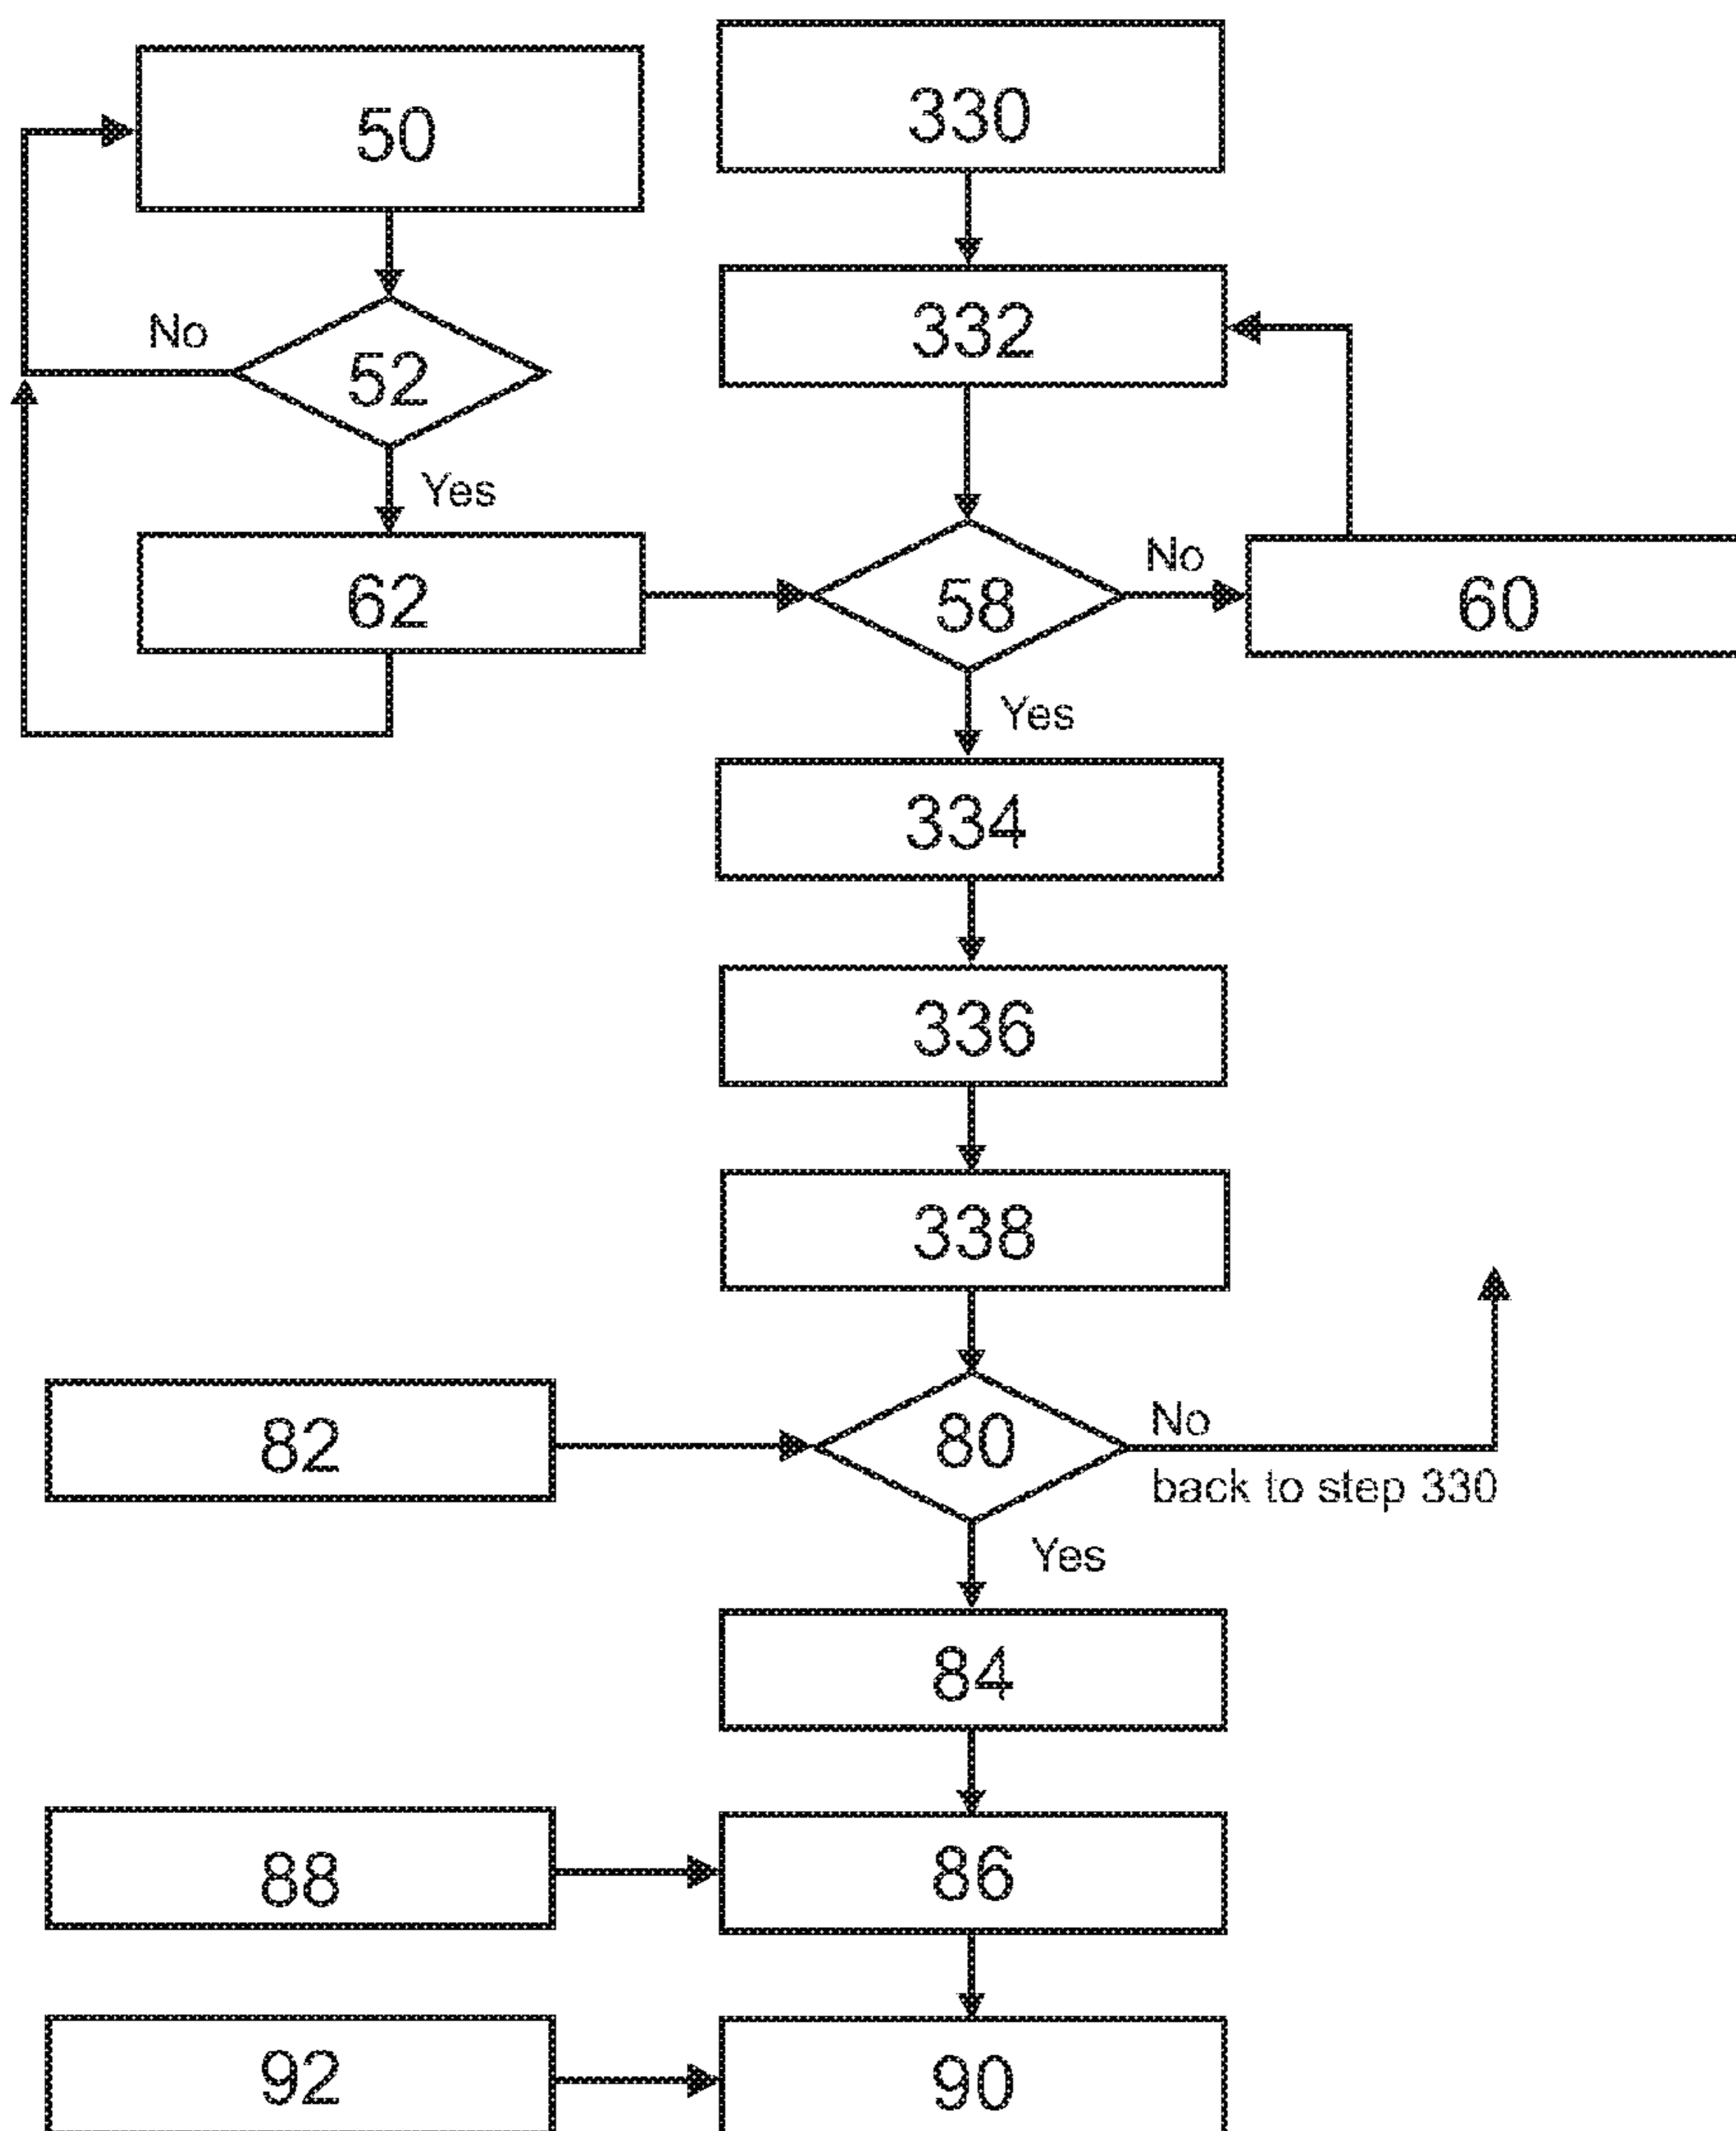 50
330
332
No
52
Yes
62
58
No
60
Yes
334
336
338
82
80
No
back to step 330
Yes
84
88
86
92
90